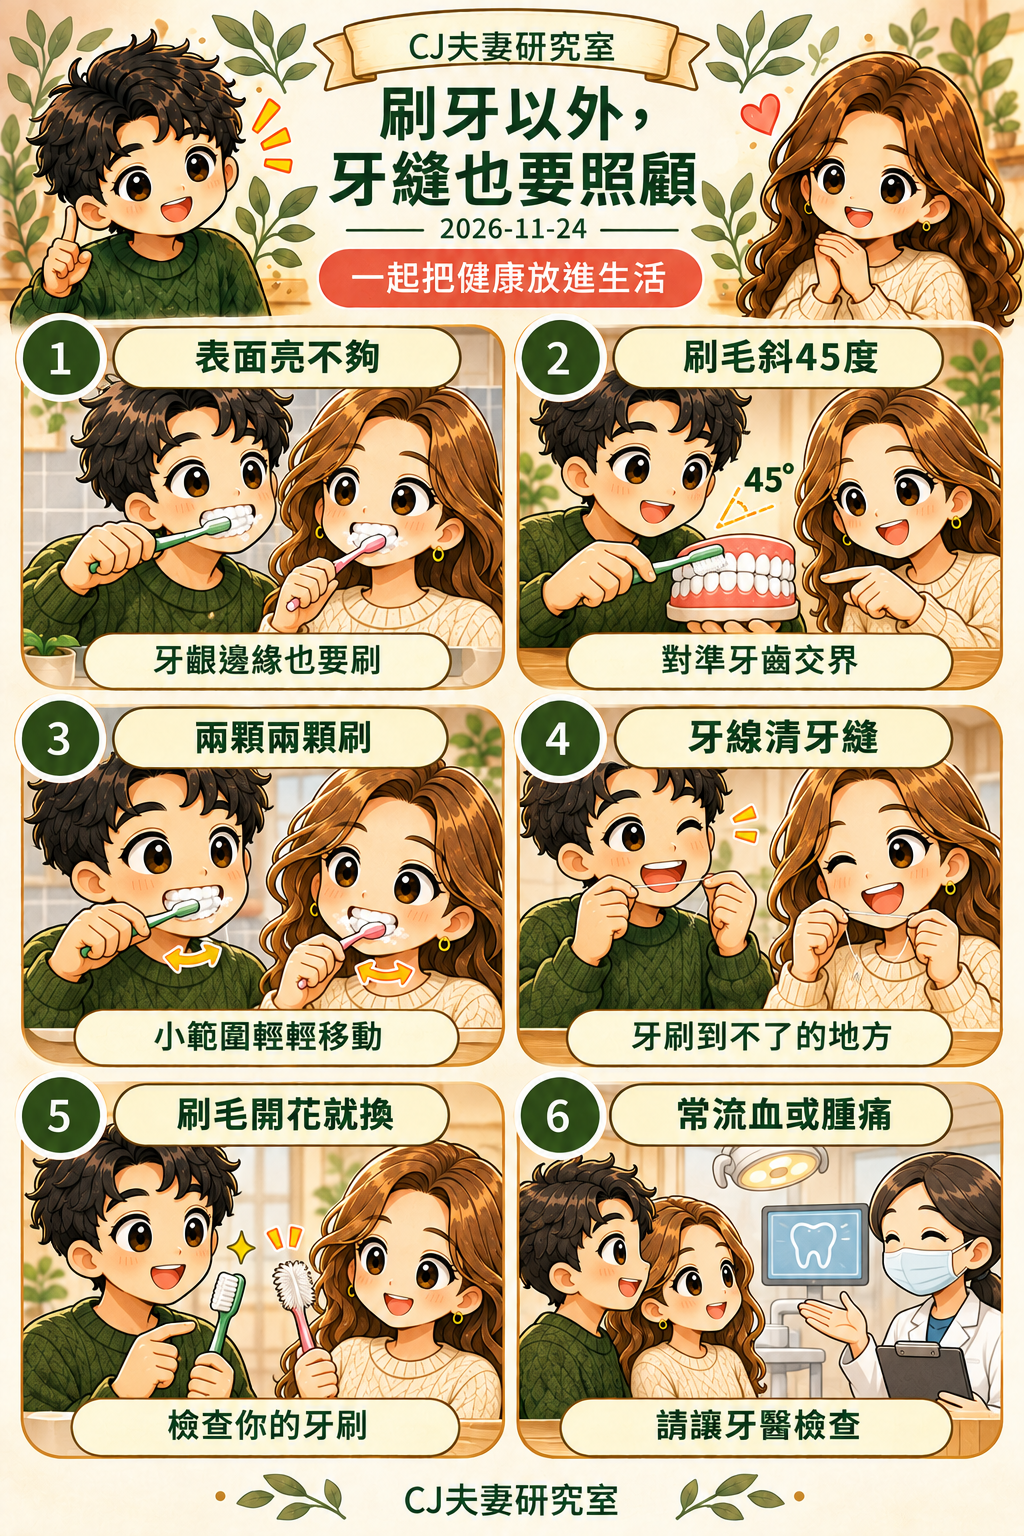 CJ夫妻研究室
刷牙以外，
牙縫也要照顧
2026-11-24
一起把健康放進生活
1
表面亮不夠
牙齦邊緣也要刷
2
刷毛斜45度
45°
對準牙齒交界
3
兩顆兩顆刷
小範圍輕輕移動
4
牙線清牙縫
牙刷到不了的地方
5
刷毛開花就換
檢查你的牙刷
6
常流血或腫痛
請讓牙醫檢查
CJ夫妻研究室